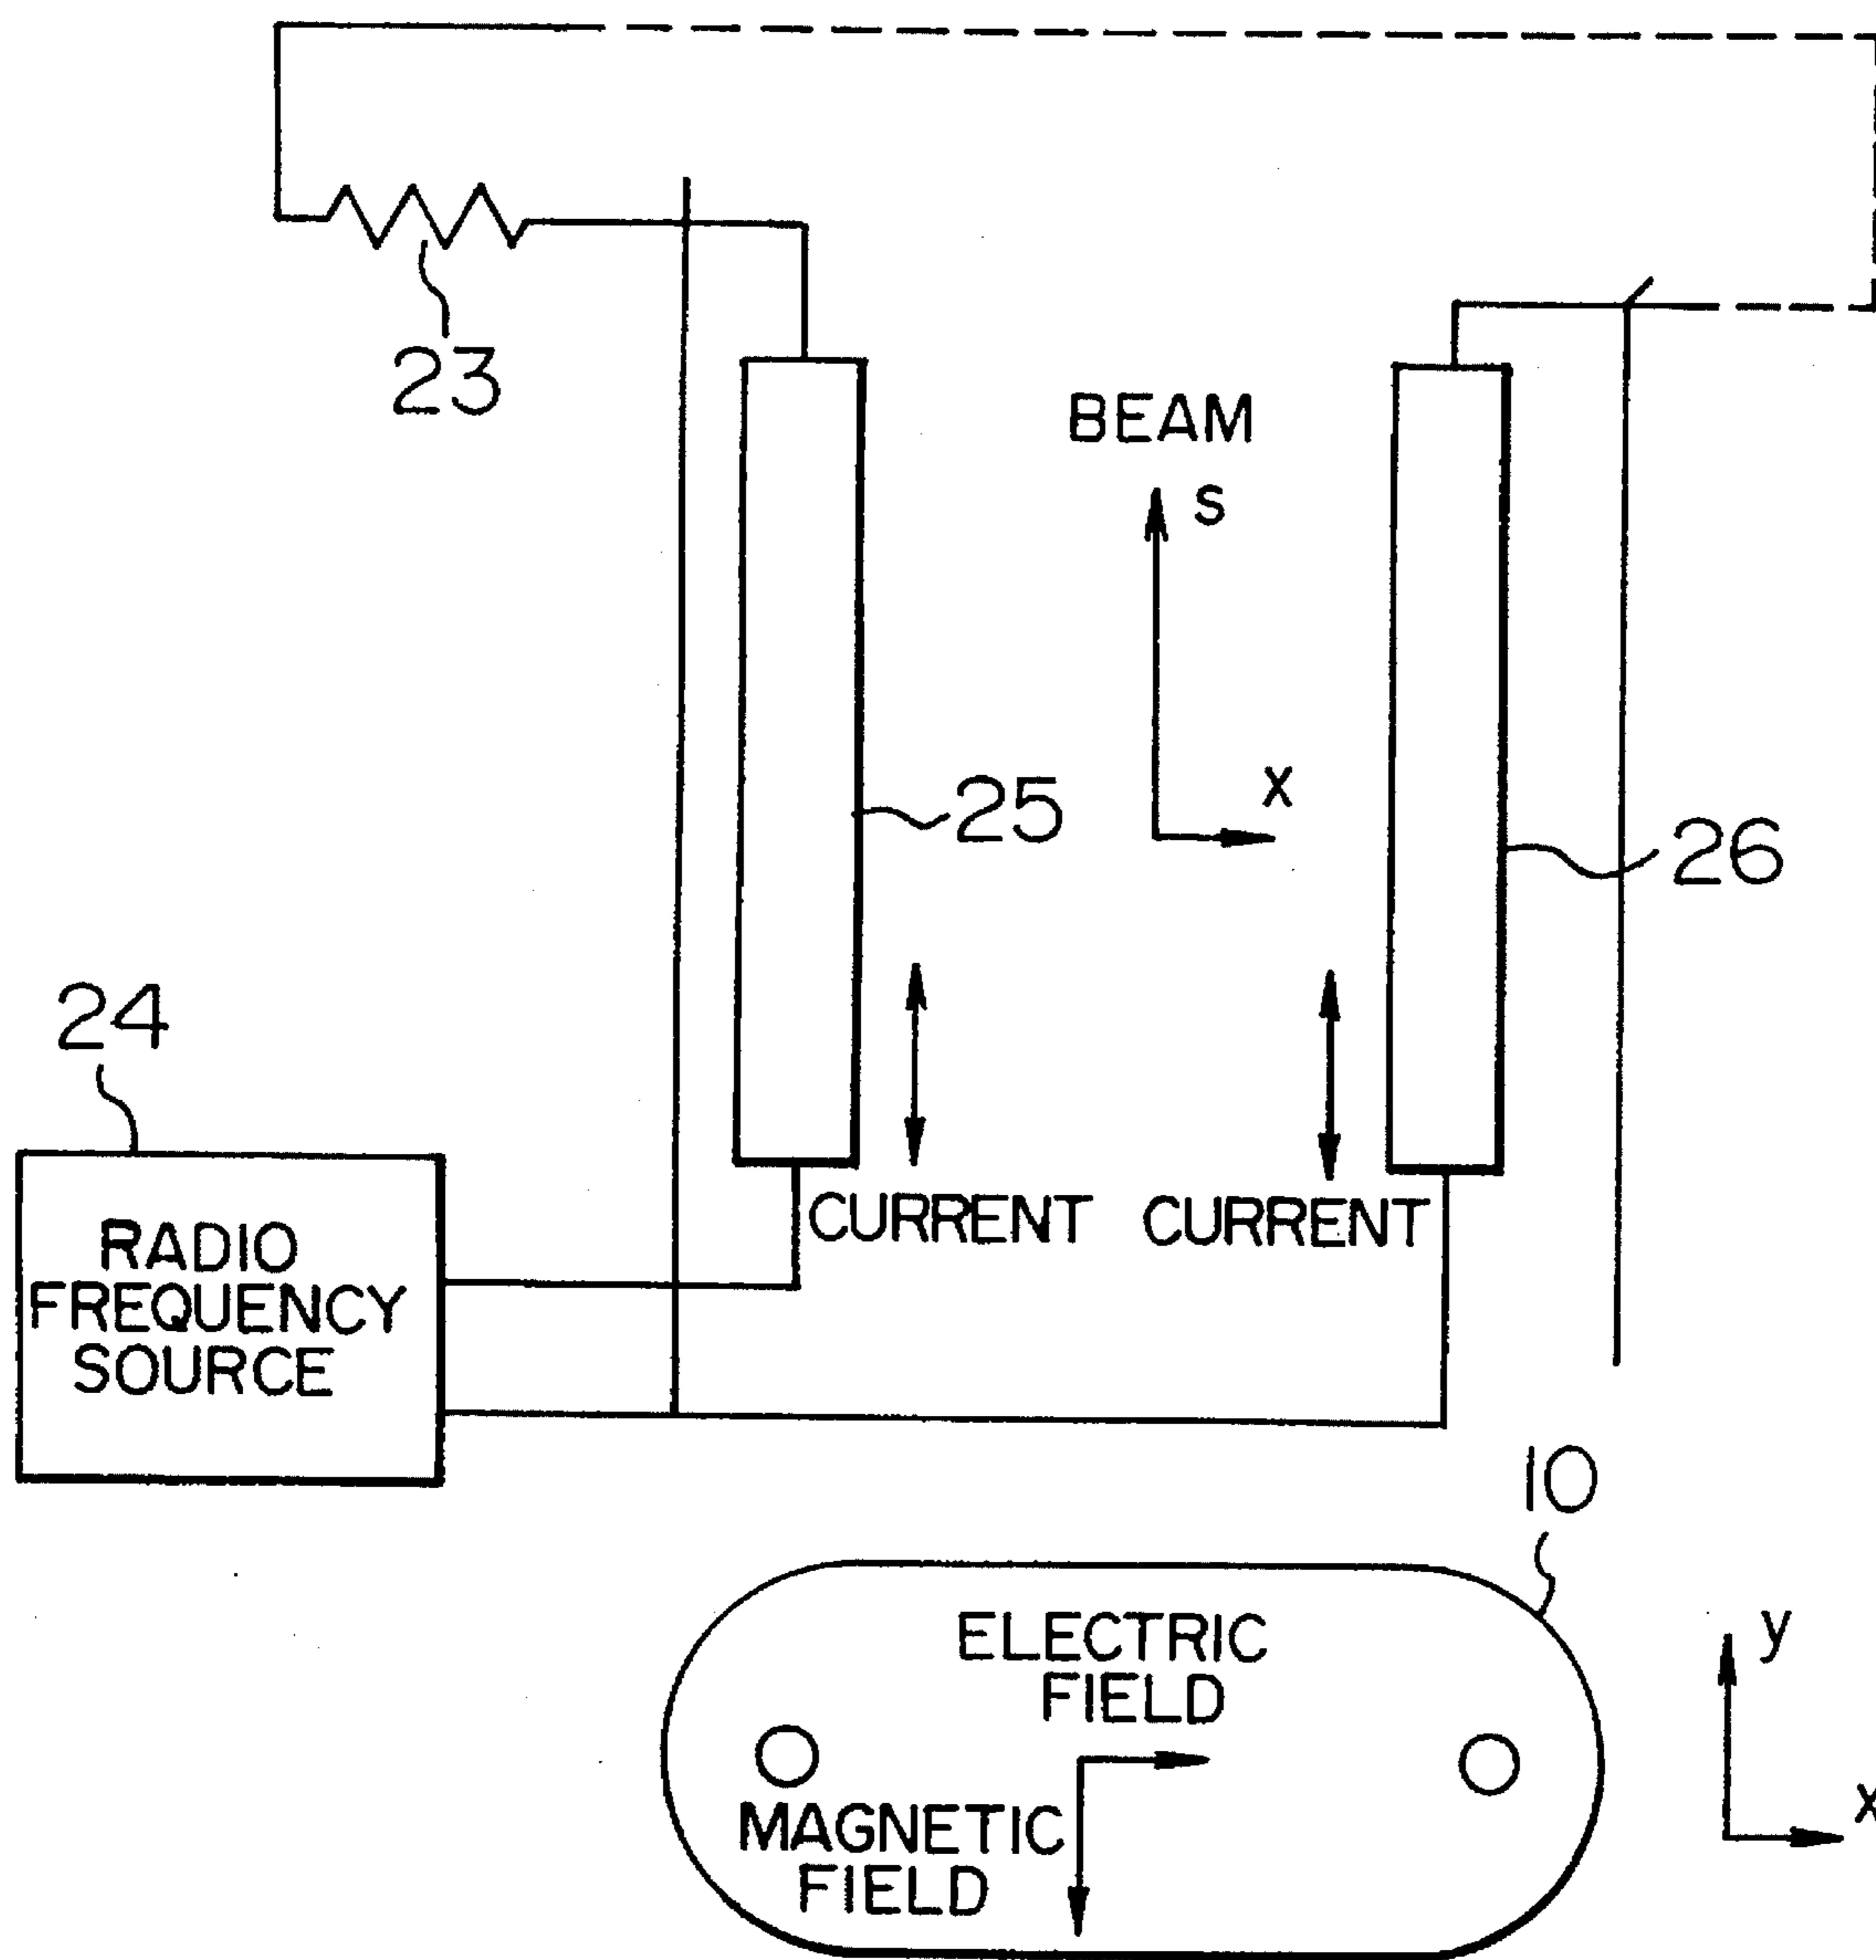 23
BEAM
s
x
25
26
24
CURRENT
CURRENT
RADIO
FREQUENCY
SOURCE
10
ELECTRIC
FIELD
y
MAGNETIC
FIELD
x